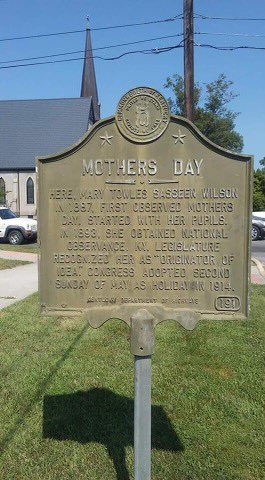 MOTHERS DAY
HERE, MARY TOWLES SASSEEN WILSON
IN 1887, FIRST OBSERVED MOTHERS
DAY. STARTED WITH HER PUPILS.
IN 1893, SHE OBTAINED NATIONAL
OBSERVANCE. KY. LEGISLATURE
RECOGNIZED HER AS "ORIGINATOR OF
IDEA." CONGRESS ADOPTED SECOND
SUNDAY OF MAY AS HOLIDAY IN 1914.
KENTUCKY DEPARTMENT OF HIGHWAYS
191